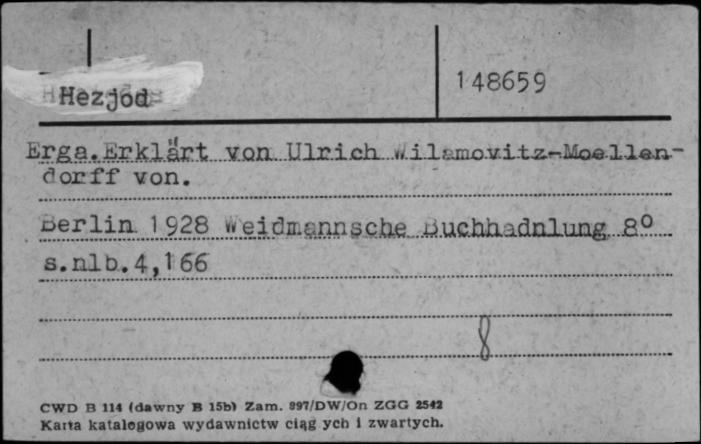 Hezjod
148659
Erga.Erklärt von Ulrich Wilamovitz-Moellen-
dorff von.
Berlin 1928 Weidmannsche Buchhadnlung 8°
s.nlb.4,166
8
CWD B 114 (dawny B 15b) Zam. 997/DW/On ZGG 2542
Karta katalogowa wydawnictw ciąg ych i zwartych.